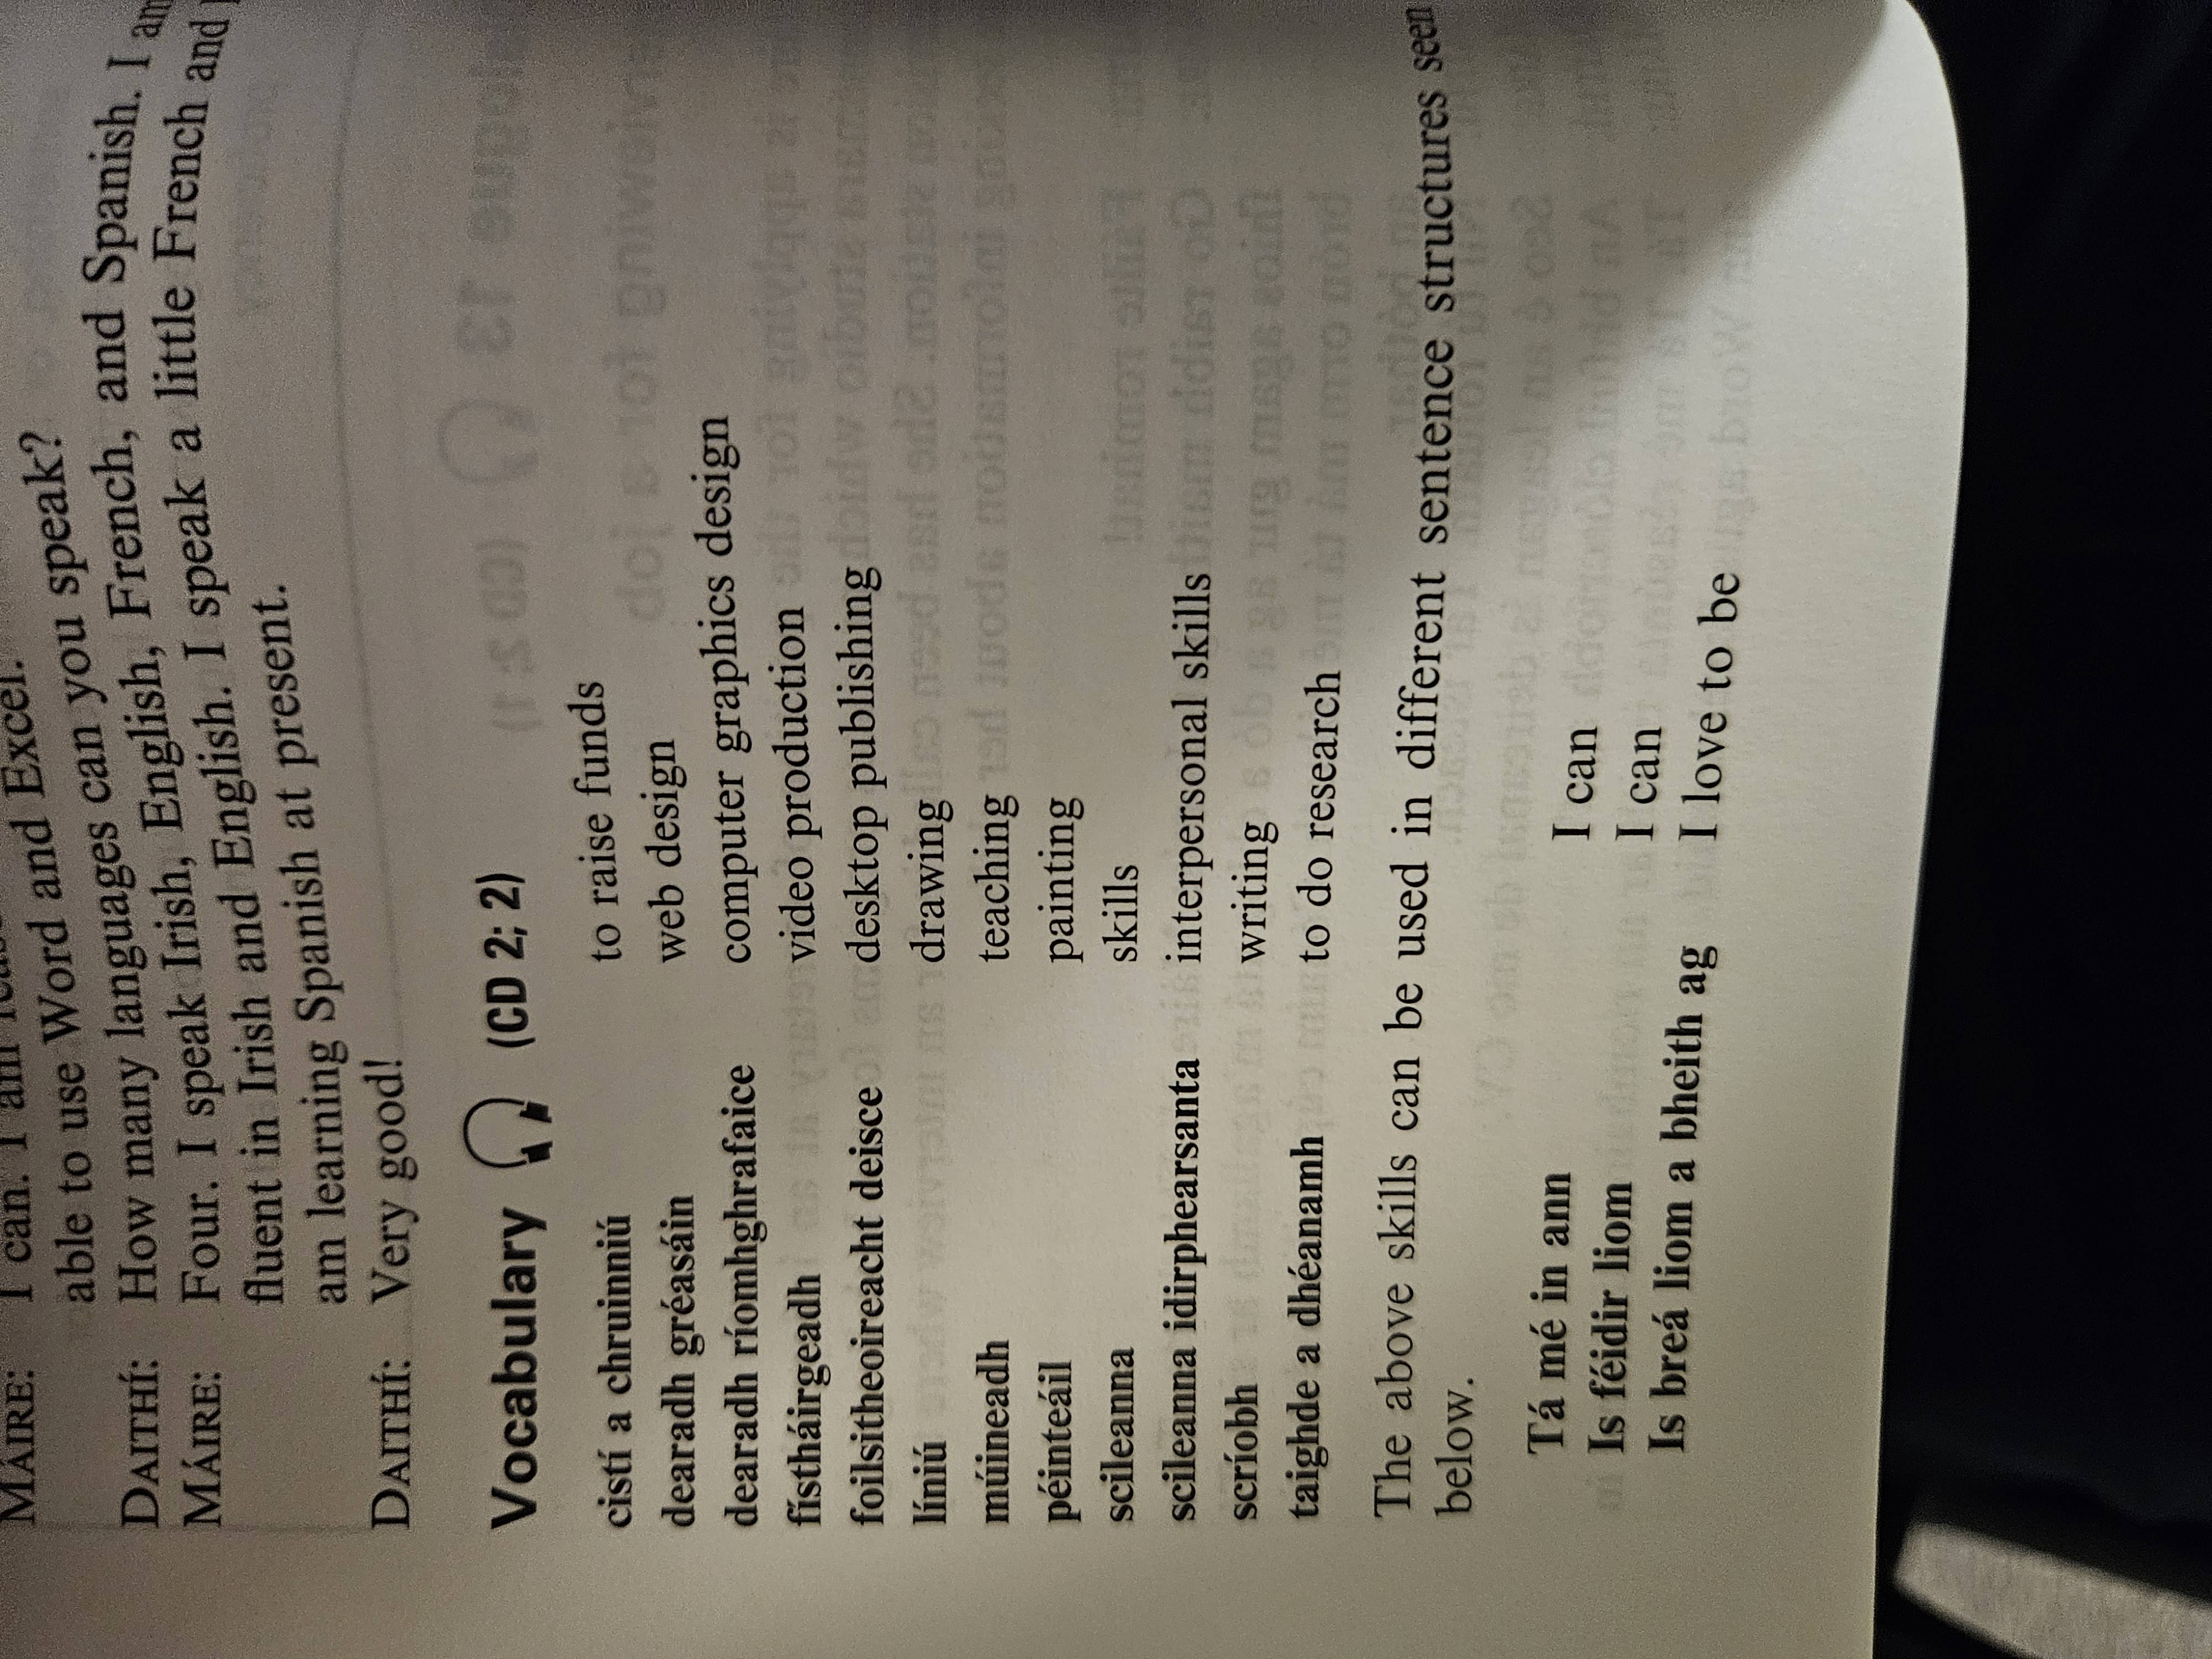 MÁIRE: I can. I am
able to use Word and Excel.
DAITHÍ: How many languages can you speak?
MÁIRE: Four. I speak Irish, English, French, and Spanish. I am
fluent in Irish and English. I speak a little French and
am learning Spanish at present.
DAITHÍ: Very good!
Vocabulary (CD 2; 2)
cistí a chruinniú to raise funds
dearadh gréasáin web design
dearadh ríomhghrafaice computer graphics design
fístháirgeadh video production
foilsitheoireacht deisce desktop publishing
líniú drawing
múineadh teaching
péinteáil painting
scileanna skills
scileanna idirphearsanta interpersonal skills
scríobh writing
taighde a dhéanamh to do research
The above skills can be used in different sentence structures seen
below.
Tá mé in ann I can
Is féidir liom I can
Is breá liom a bheith ag I love to be